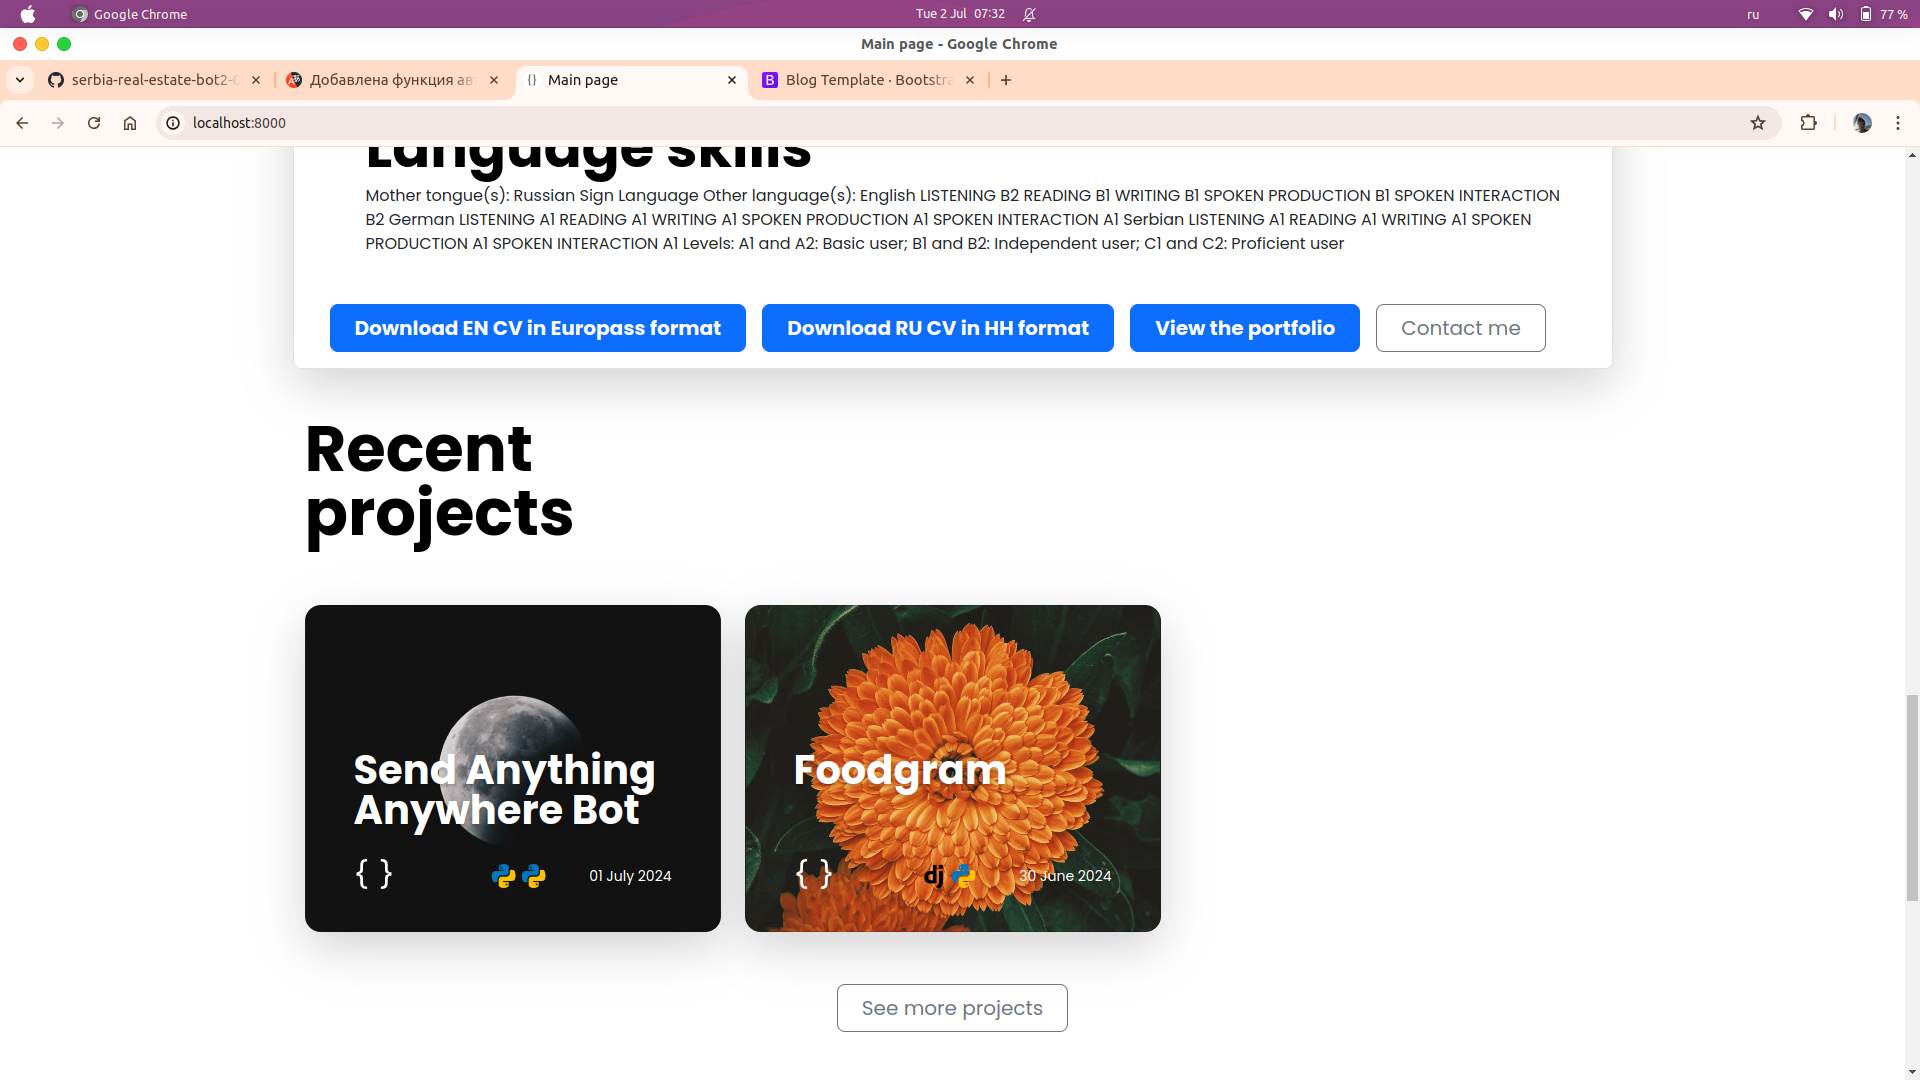 Google Chrome
Tue 2 Jul 07:32
ru
77 %
Main page - Google Chrome
serbia-real-estate-bot2-
Добавлена функция ав
Main page
Blog Template · Bootstra
localhost:8000
Language skills
Mother tongue(s): Russian Sign Language Other language(s): English LISTENING B2 READING B1 WRITING B1 SPOKEN PRODUCTION B1 SPOKEN INTERACTION
B2 German LISTENING A1 READING A1 WRITING A1 SPOKEN PRODUCTION A1 SPOKEN INTERACTION A1 Serbian LISTENING A1 READING A1 WRITING A1 SPOKEN
PRODUCTION A1 SPOKEN INTERACTION A1 Levels: A1 and A2: Basic user; B1 and B2: Independent user; C1 and C2: Proficient user
Download EN CV in Europass format
Download RU CV in HH format
View the portfolio
Contact me
Recent
projects
Send Anything
Anywhere Bot
{ }
01 July 2024
Foodgram
{ }
dj
30 June 2024
See more projects